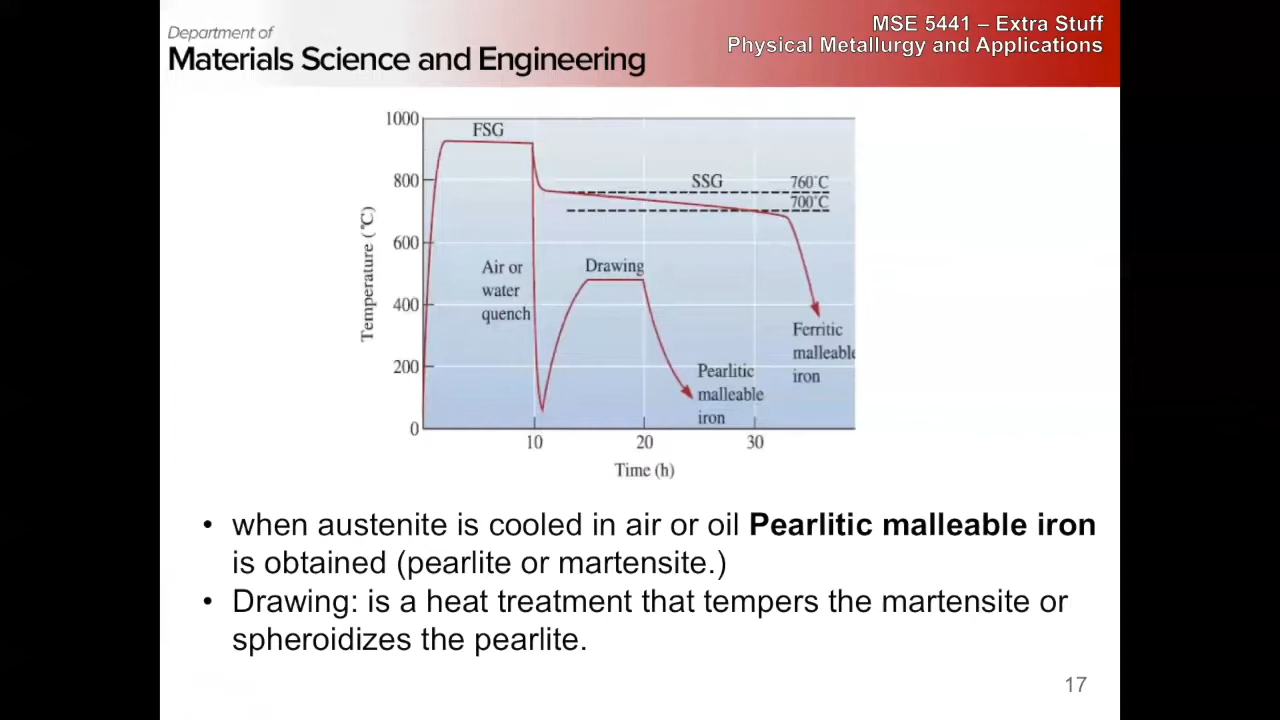 Department of
Materials Science and Engineering
MSE 5441 – Extra Stuff
Physical Metallurgy and Applications
1000
800
600
400
200
0
Temperature (°C)
FSG
SSG
760°C
700°C
Air or
water
quench
Drawing
Pearlitic
malleable
iron
Ferritic
malleable
iron
10
20
30
Time (h)
• when austenite is cooled in air or oil Pearlitic malleable iron
is obtained (pearlite or martensite.)
• Drawing: is a heat treatment that tempers the martensite or
spheroidizes the pearlite.
17